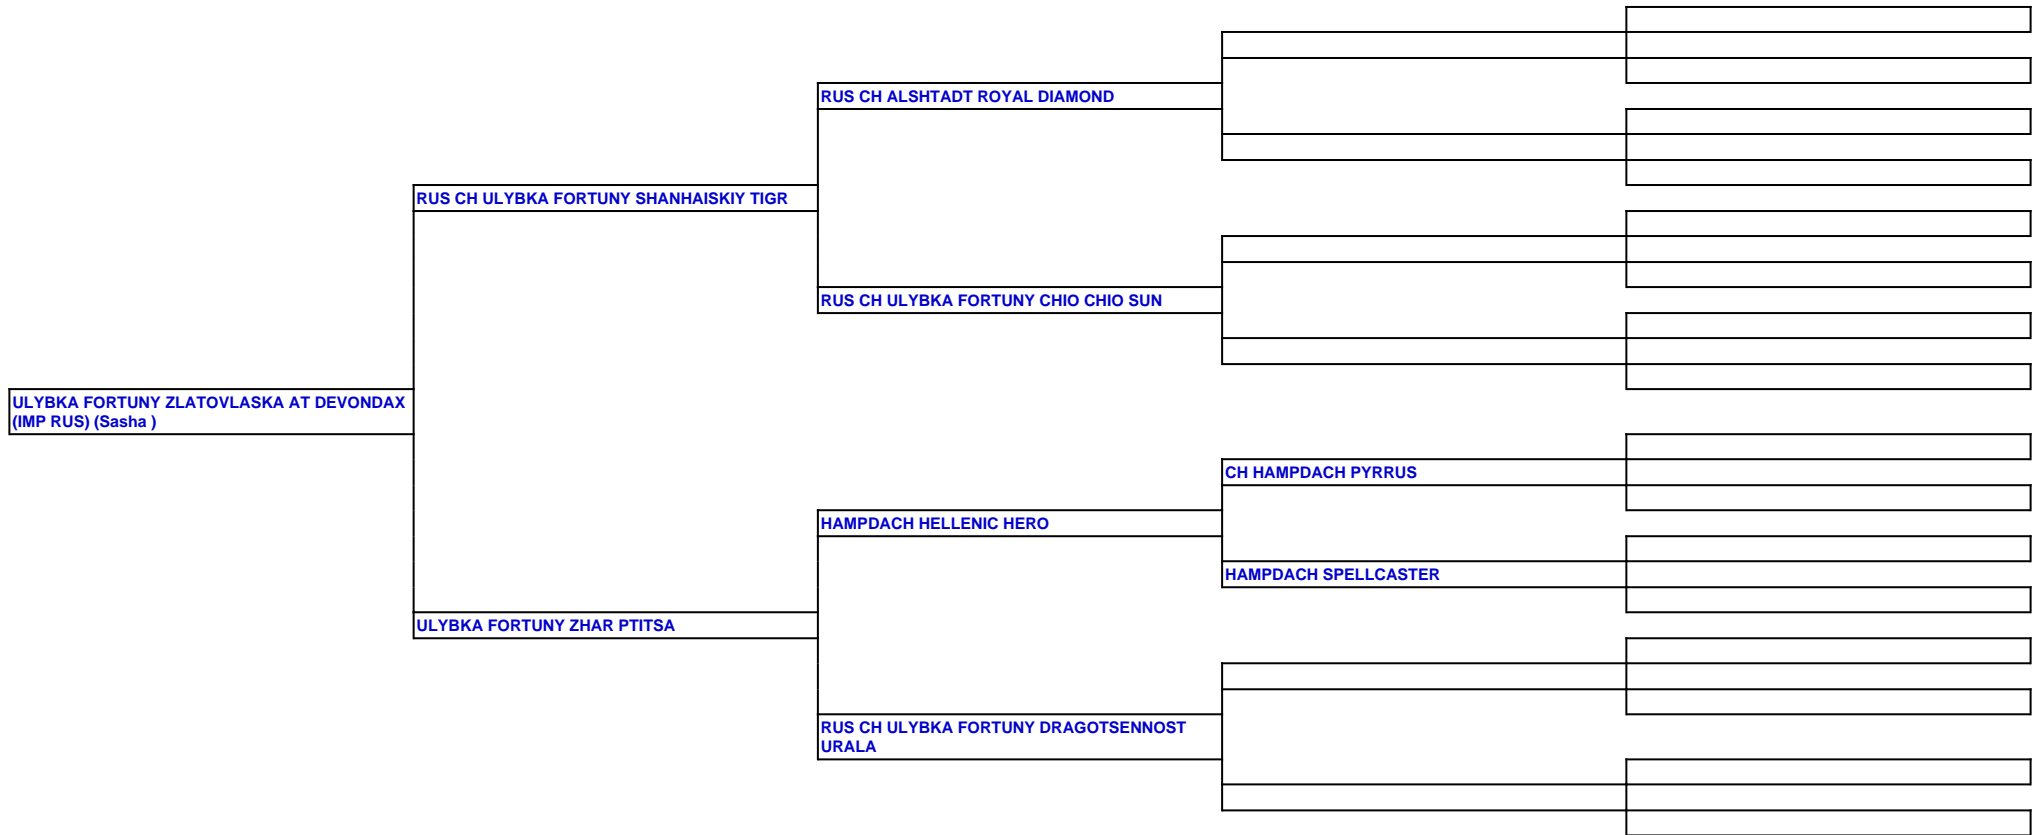 RUS CH ALSHTADT ROYAL DIAMOND
RUS CH ULYBKA FORTUNY SHANHAISKIY TIGR
RUS CH ULYBKA FORTUNY CHIO CHIO SUN
ULYBKA FORTUNY ZLATOVLASKA AT DEVONDAX
(IMP RUS) (Sasha )
CH HAMPDACH PYRRUS
HAMPDACH HELLENIC HERO
HAMPDACH SPELLCASTER
ULYBKA FORTUNY ZHAR PTITSA
RUS CH ULYBKA FORTUNY DRAGOTSENNOST
URALA